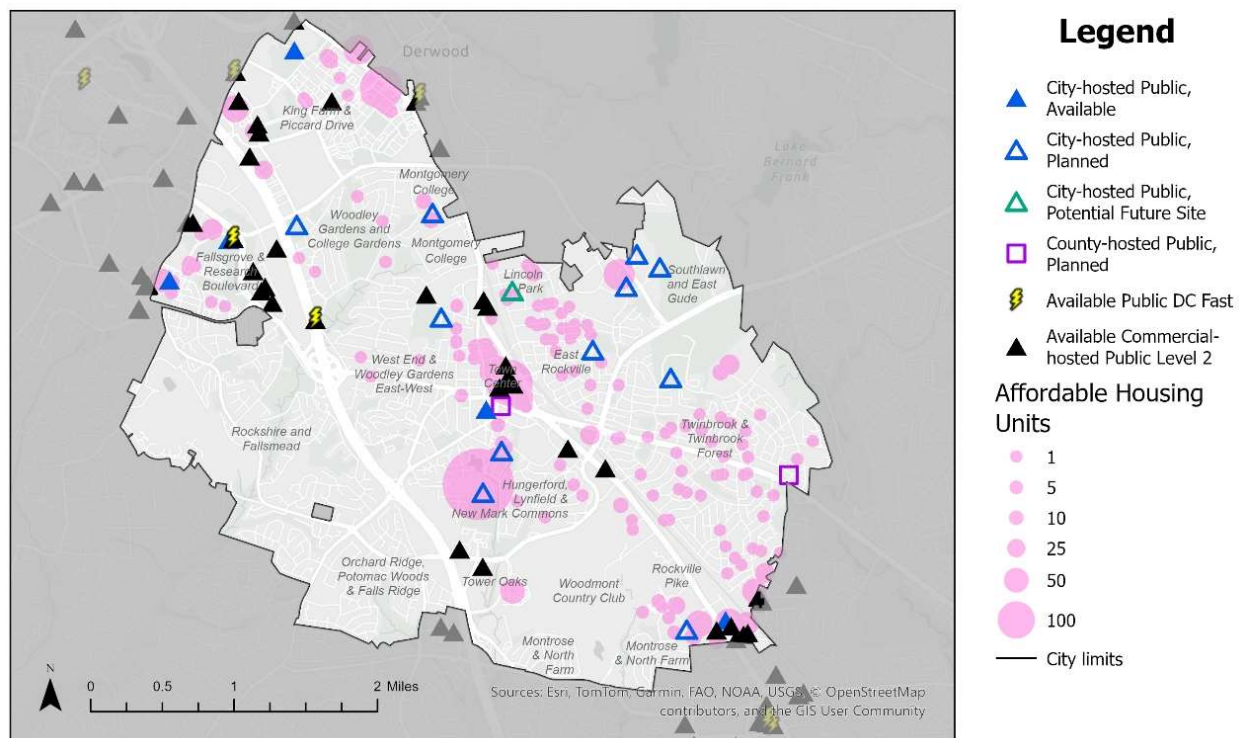 Derwood
King Farm &
Piccard Drive
Lake
Bernard
Frank
Montgomery
College
Woodley
Gardens and
College Gardens
Montgomery
College
Fallsgrove &
Research
Boulevard
Lincoln
Park
Southlawn
and East
Gude
West End &
Woodley Gardens
East-West
Town
Center
East
Rockville
Rockshire and
Fallsmead
Twinbrook &
Twinbrook
Forest
Hungerford,
Lynfield &
New Mark Commons
Orchard Ridge,
Potomac Woods
& Falls Ridge
Tower Oaks
Woodmont
Country Club
Rockville
Pike
Montrose
& North
Farm
Montrose
& North Farm
N
0 0.5 1 2 Miles
Sources: Esri, TomTom, Garmin, FAO, NOAA, USGS, © OpenStreetMap
contributors, and the GIS User Community
Legend
City-hosted Public,
Available
City-hosted Public,
Planned
City-hosted Public,
Potential Future Site
County-hosted Public,
Planned
Available Public DC Fast
Available Commercial-
hosted Public Level 2
Affordable Housing
Units
1
5
10
25
50
100
City limits